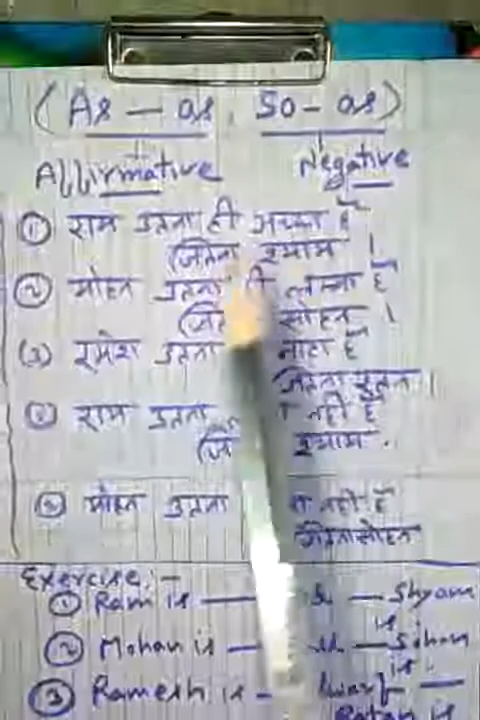 (As — as, So — as)
Affirmative Negative
① राम उतना ही अच्छा है
जितना श्याम ।
② मोहन उतना ही लम्बा है
सोहन ।
(3) रमेश उतना नाटा है
जितना रतन ।
राम उतना नहीं है
श्याम .
⑤ मोहन उतना नहीं है
जितना सोहन
Exercise :-
① Ram is — — Shyam
is
② Mohan is — — Sohan
is.
③ Ramesh is — Dwarf —
Ratan is